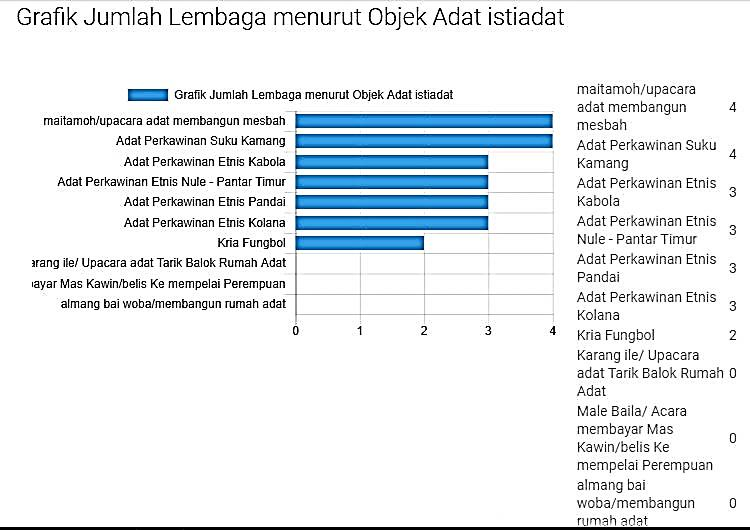 Grafik Jumlah Lembaga menurut Objek Adat istiadat
Grafik Jumlah Lembaga menurut Objek Adat istiadat
maitamoh/upacara adat membangun mesbah
Adat Perkawinan Suku Kamang
Adat Perkawinan Etnis Kabola
Adat Perkawinan Etnis Nule - Pantar Timur
Adat Perkawinan Etnis Pandai
Adat Perkawinan Etnis Kolana
Kria Fungbol
arang ile/ Upacara adat Tarik Balok Rumah Adat
ayar Mas Kawin/belis Ke mempelai Perempuan
almang bai woba/membangun rumah adat
0 1 2 3 4
maitamoh/upacara
adat membangun 4
mesbah
Adat Perkawinan Suku
Kamang 4
Adat Perkawinan Etnis
Kabola 3
Adat Perkawinan Etnis
Nule - Pantar Timur 3
Adat Perkawinan Etnis
Pandai 3
Adat Perkawinan Etnis
Kolana 3
Kria Fungbol 2
Karang ile/ Upacara
adat Tarik Balok Rumah 0
Adat
Male Baila/ Acara
membayar Mas
Kawin/belis Ke 0
mempelai Perempuan
almang bai
woba/membangun 0
rumah adat